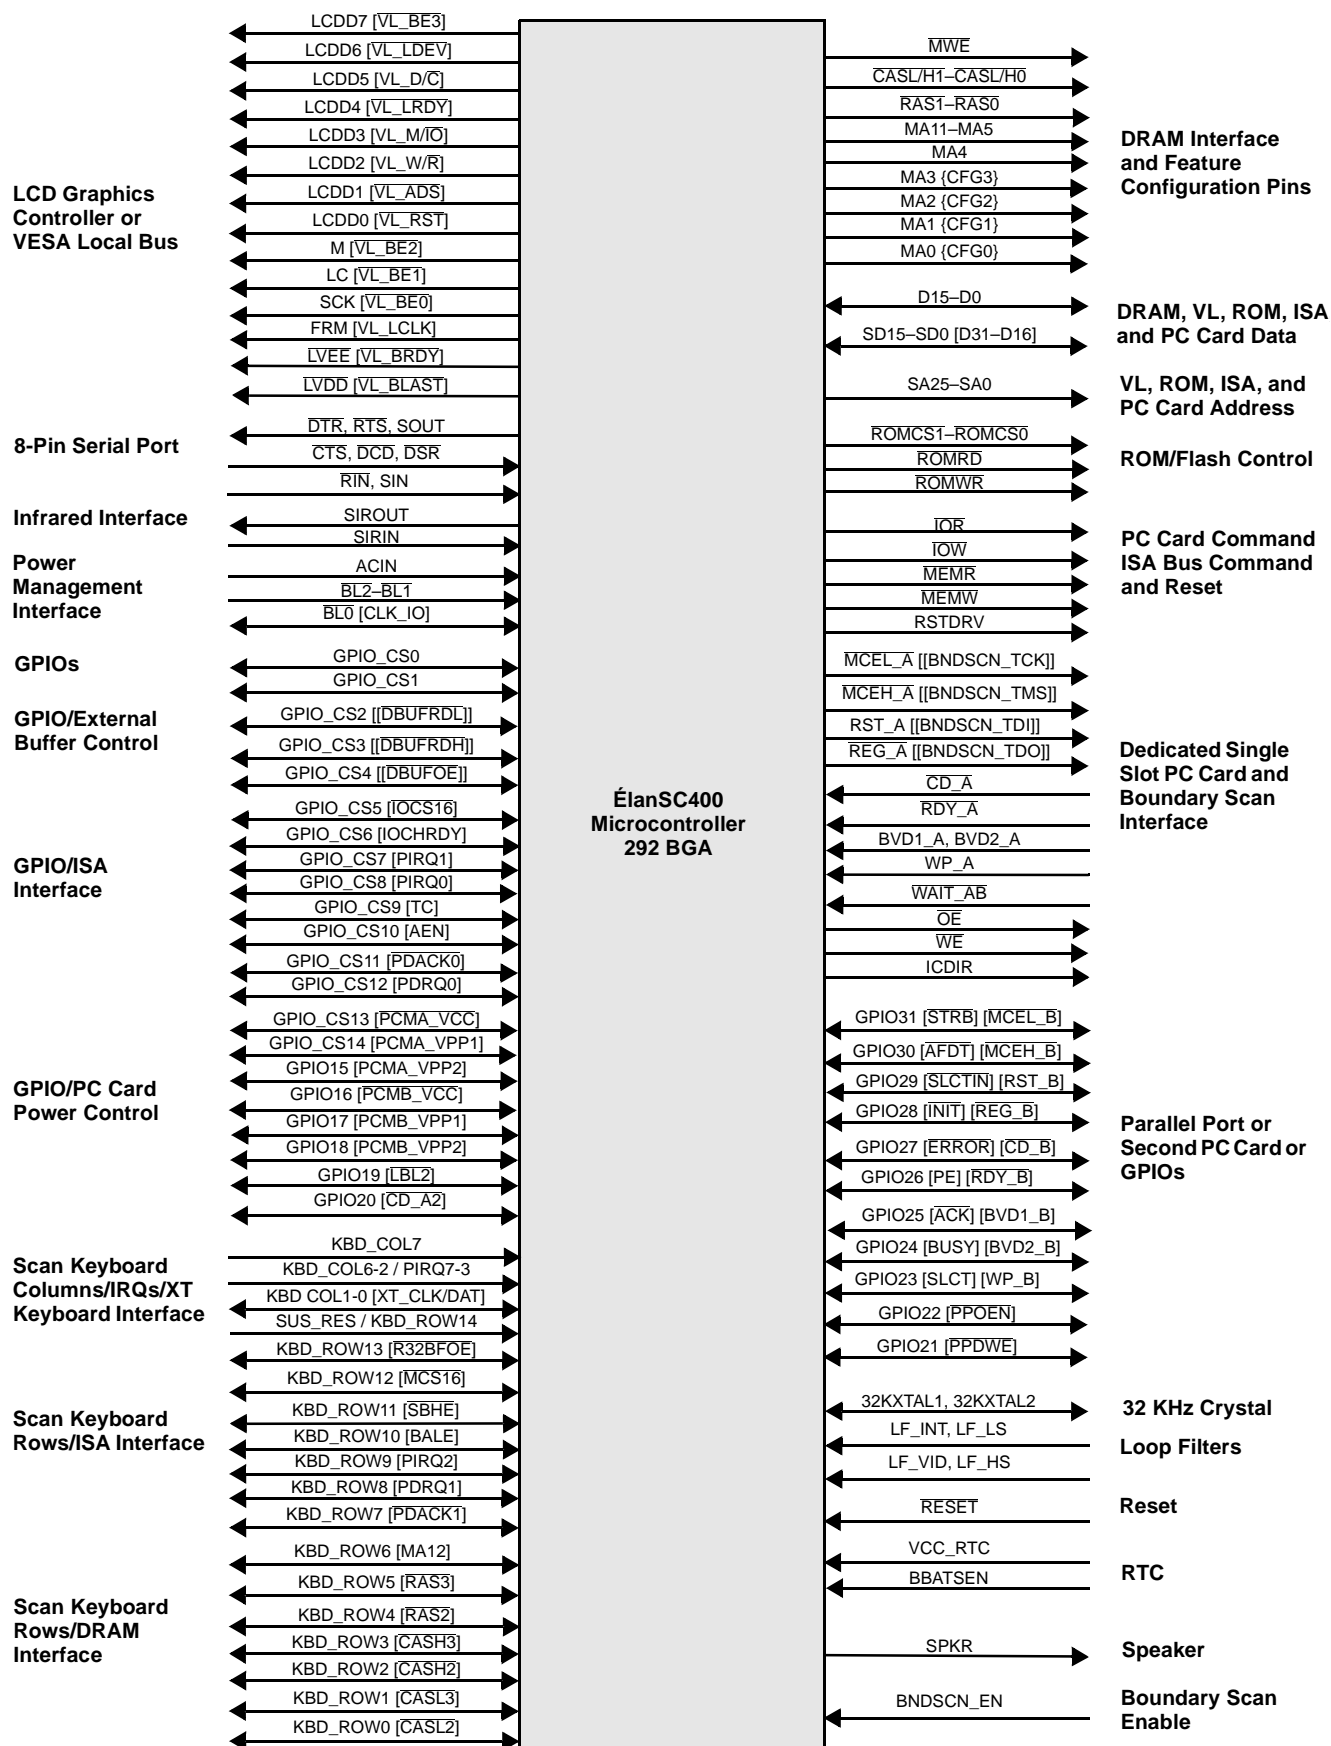 LCDD7 [VL_BE3]
LCDD6 [VL_LDEV]
LCDD5 [VL_D/C]
LCDD4 [VL_LRDY]
LCDD3 [VL_M/IO]
LCDD2 [VL_W/R]
LCDD1 [VL_ADS]
LCDD0 [VL_RST]
M [VL_BE2]
LC [VL_BE1]
SCK [VL_BE0]
FRM [VL_LCLK]
LVEE [VL_BRDY]
LVDD [VL_BLAST]
LCD Graphics
Controller or
VESA Local Bus
DTR, RTS, SOUT
CTS, DCD, DSR
RIN, SIN
8-Pin Serial Port
SIROUT
SIRIN
Infrared Interface
ACIN
BL2–BL1
BL0 [CLK_IO]
Power
Management
Interface
GPIO_CS0
GPIO_CS1
GPIOs
GPIO_CS2 [[DBUFRDL]]
GPIO_CS3 [[DBUFRDH]]
GPIO_CS4 [[DBUFOE]]
GPIO/External
Buffer Control
GPIO_CS5 [IOCS16]
GPIO_CS6 [IOCHRDY]
GPIO_CS7 [PIRQ1]
GPIO_CS8 [PIRQ0]
GPIO_CS9 [TC]
GPIO_CS10 [AEN]
GPIO_CS11 [PDACK0]
GPIO_CS12 [PDRQ0]
GPIO/ISA
Interface
GPIO_CS13 [PCMA_VCC]
GPIO_CS14 [PCMA_VPP1]
GPIO15 [PCMA_VPP2]
GPIO16 [PCMB_VCC]
GPIO17 [PCMB_VPP1]
GPIO18 [PCMB_VPP2]
GPIO19 [LBL2]
GPIO20 [CD_A2]
GPIO/PC Card
Power Control
KBD_COL7
KBD_COL6-2 / PIRQ7-3
KBD COL1-0 [XT_CLK/DAT]
SUS_RES / KBD_ROW14
KBD_ROW13 [R32BFOE]
Scan Keyboard
Columns/IRQs/XT
Keyboard Interface
KBD_ROW12 [MCS16]
KBD_ROW11 [SBHE]
KBD_ROW10 [BALE]
KBD_ROW9 [PIRQ2]
KBD_ROW8 [PDRQ1]
KBD_ROW7 [PDACK1]
Scan Keyboard
Rows/ISA Interface
KBD_ROW6 [MA12]
KBD_ROW5 [RAS3]
KBD_ROW4 [RAS2]
KBD_ROW3 [CASH3]
KBD_ROW2 [CASH2]
KBD_ROW1 [CASL3]
KBD_ROW0 [CASL2]
Scan Keyboard
Rows/DRAM
Interface
ÉlanSC400
Microcontroller
292 BGA
MWE
CASL/H1–CASL/H0
RAS1–RAS0
MA11–MA5
MA4
MA3 {CFG3}
MA2 {CFG2}
MA1 {CFG1}
MA0 {CFG0}
DRAM Interface
and Feature
Configuration Pins
D15–D0
SD15–SD0 [D31–D16]
DRAM, VL, ROM, ISA
and PC Card Data
SA25–SA0
VL, ROM, ISA, and
PC Card Address
ROMCS1–ROMCS0
ROMRD
ROMWR
ROM/Flash Control
IOR
IOW
MEMR
MEMW
RSTDRV
PC Card Command
ISA Bus Command
and Reset
MCEL_A [[BNDSCN_TCK]]
MCEH_A [[BNDSCN_TMS]]
RST_A [[BNDSCN_TDI]]
REG_A [[BNDSCN_TDO]]
CD_A
RDY_A
BVD1_A, BVD2_A
WP_A
WAIT_AB
OE
WE
ICDIR
Dedicated Single
Slot PC Card and
Boundary Scan
Interface
GPIO31 [STRB] [MCEL_B]
GPIO30 [AFDT] [MCEH_B]
GPIO29 [SLCTIN] [RST_B]
GPIO28 [INIT] [REG_B]
GPIO27 [ERROR] [CD_B]
GPIO26 [PE] [RDY_B]
GPIO25 [ACK] [BVD1_B]
GPIO24 [BUSY] [BVD2_B]
GPIO23 [SLCT] [WP_B]
GPIO22 [PPOEN]
GPIO21 [PPDWE]
Parallel Port or
Second PC Card or
GPIOs
32KXTAL1, 32KXTAL2
32 KHz Crystal
LF_INT, LF_LS
LF_VID, LF_HS
Loop Filters
RESET
Reset
VCC_RTC
BBATSEN
RTC
SPKR
Speaker
BNDSCN_EN
Boundary Scan
Enable